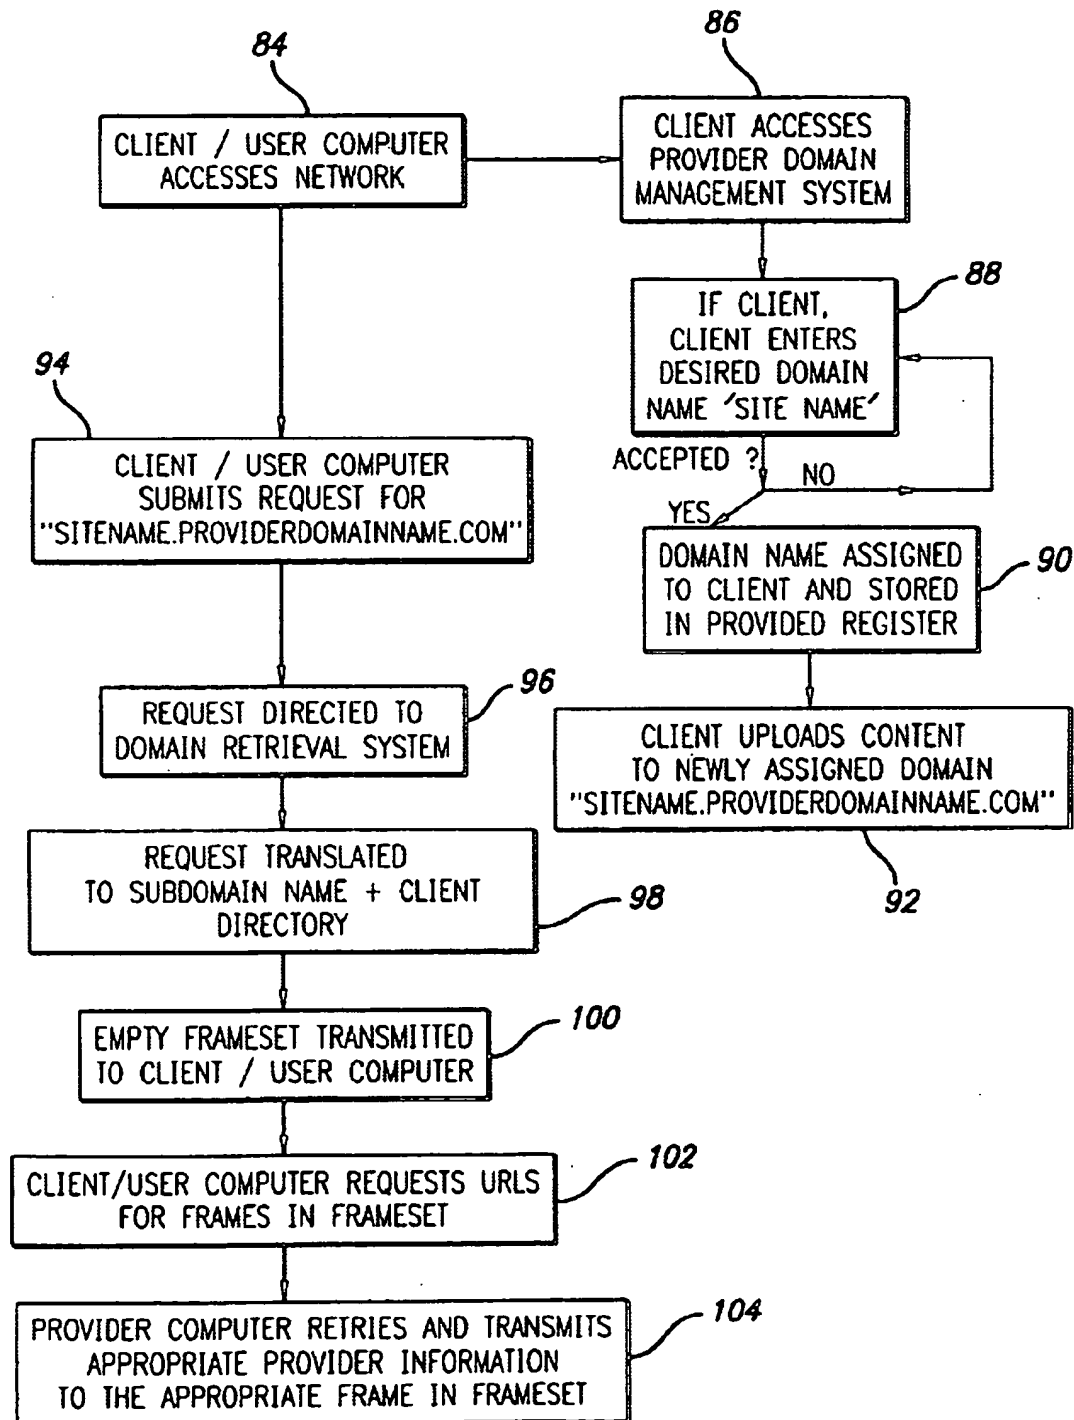 84
CLIENT / USER COMPUTER
ACCESSES NETWORK
86
CLIENT ACCESSES
PROVIDER DOMAIN
MANAGEMENT SYSTEM
88
IF CLIENT,
CLIENT ENTERS
DESIRED DOMAIN
NAME 'SITE NAME'
ACCEPTED ?
NO
YES
90
DOMAIN NAME ASSIGNED
TO CLIENT AND STORED
IN PROVIDED REGISTER
CLIENT UPLOADS CONTENT
TO NEWLY ASSIGNED DOMAIN
"SITENAME.PROVIDERDOMAINNAME.COM"
92
94
CLIENT / USER COMPUTER
SUBMITS REQUEST FOR
"SITENAME.PROVIDERDOMAINNAME.COM"
96
REQUEST DIRECTED TO
DOMAIN RETRIEVAL SYSTEM
REQUEST TRANSLATED
TO SUBDOMAIN NAME + CLIENT
DIRECTORY
98
EMPTY FRAMESET TRANSMITTED
TO CLIENT / USER COMPUTER
100
CLIENT/USER COMPUTER REQUESTS URLS
FOR FRAMES IN FRAMESET
102
PROVIDER COMPUTER RETRIES AND TRANSMITS
APPROPRIATE PROVIDER INFORMATION
TO THE APPROPRIATE FRAME IN FRAMESET
104